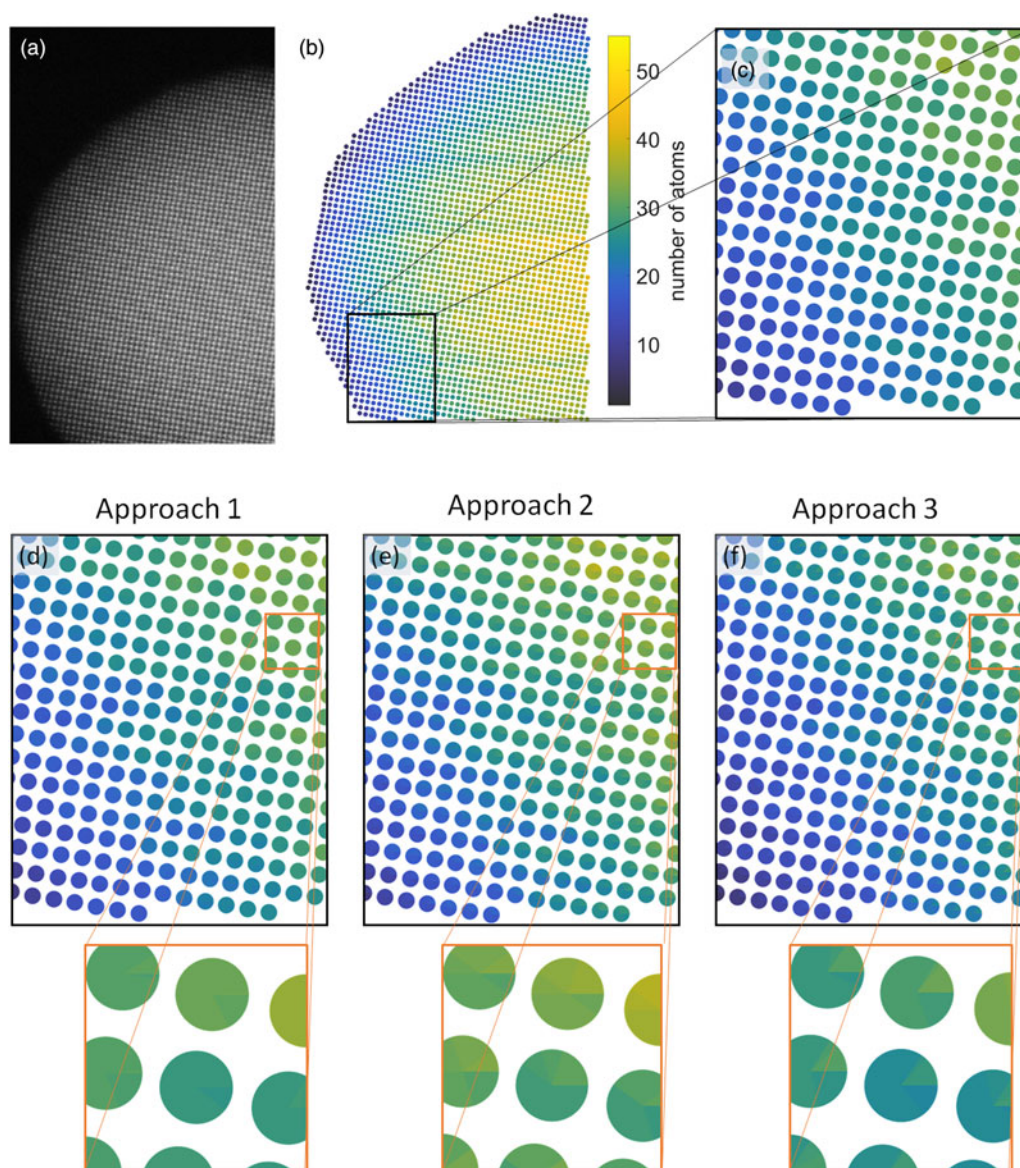 (a)
(b)
(c)
50
40
30
20
10
number of atoms
Approach 1
Approach 2
Approach 3
(d)
(e)
(f)